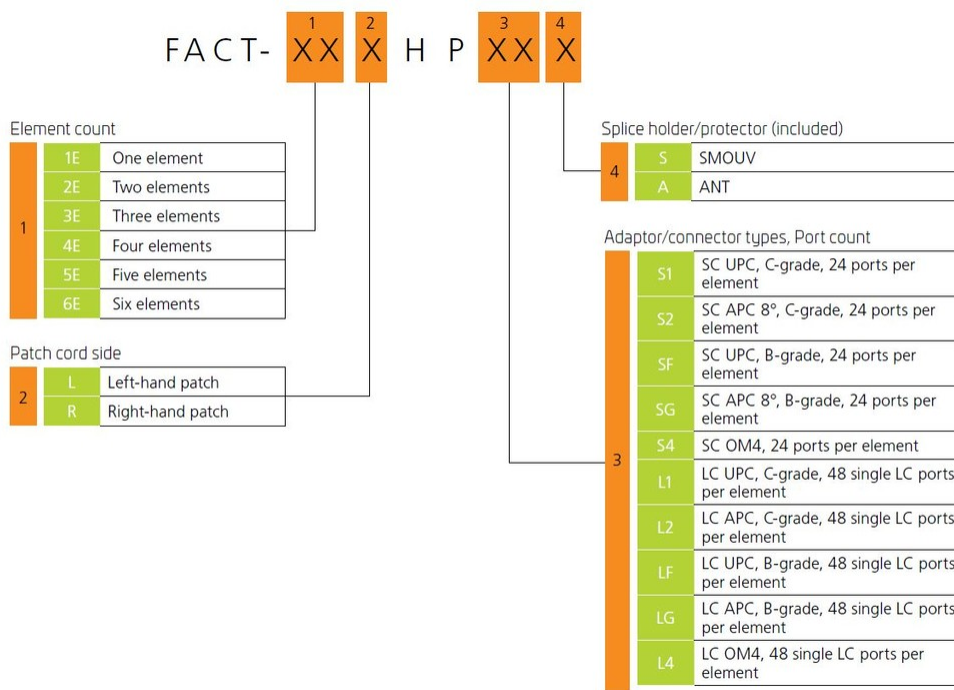 1 2 3 4
FACT- XX X H P XX X
Element count
1
1E One element
2E Two elements
3E Three elements
4E Four elements
5E Five elements
6E Six elements
Patch cord side
2
L Left-hand patch
R Right-hand patch
Splice holder/protector (included)
4
S SMOUV
A ANT
Adaptor/connector types, Port count
3
S1 SC UPC, C-grade, 24 ports per
element
S2 SC APC 8°, C-grade, 24 ports per
element
SF SC UPC, B-grade, 24 ports per
element
SG SC APC 8°, B-grade, 24 ports per
element
S4 SC OM4, 24 ports per element
L1 LC UPC, C-grade, 48 single LC ports
per element
L2 LC APC, C-grade, 48 single LC ports
per element
LF LC UPC, B-grade, 48 single LC ports
per element
LG LC APC, B-grade, 48 single LC ports
per element
L4 LC OM4, 48 single LC ports per
element